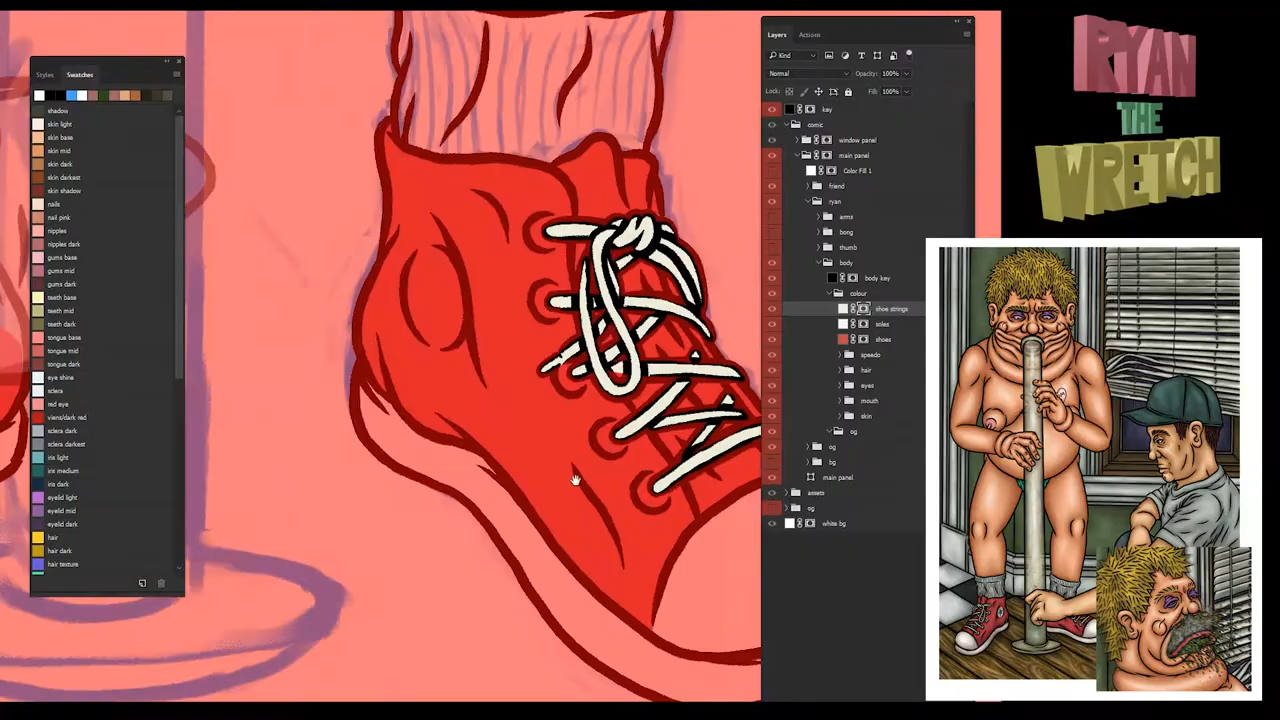 Styles Swatches
shadow
skin light
skin base
skin mid
skin dark
skin darkest
skin shadow
nails
nail pink
nipples
nipples dark
gums base
gums mid
gums dark
teeth base
teeth mid
teeth dark
tongue base
tongue mid
tongue dark
eye shine
sclera
red eye
viens/dark red
sclera dark
sclera darkest
iris light
iris medium
iris dark
eyelid light
eyelid mid
eyelid dark
hair
hair dark
hair texture
Layers Actions
Kind
Normal Opacity: 100%
Lock: Fill: 100%
key
comic
window panel
main panel
Color Fill 1
friend
ryan
arms
bong
thumb
body
body key
colour
shoe strings
soles
shoes
speedo
hair
eyes
mouth
skin
og
og
bg
main panel
assets
og
white bg
RYAN
THE
WRETCH